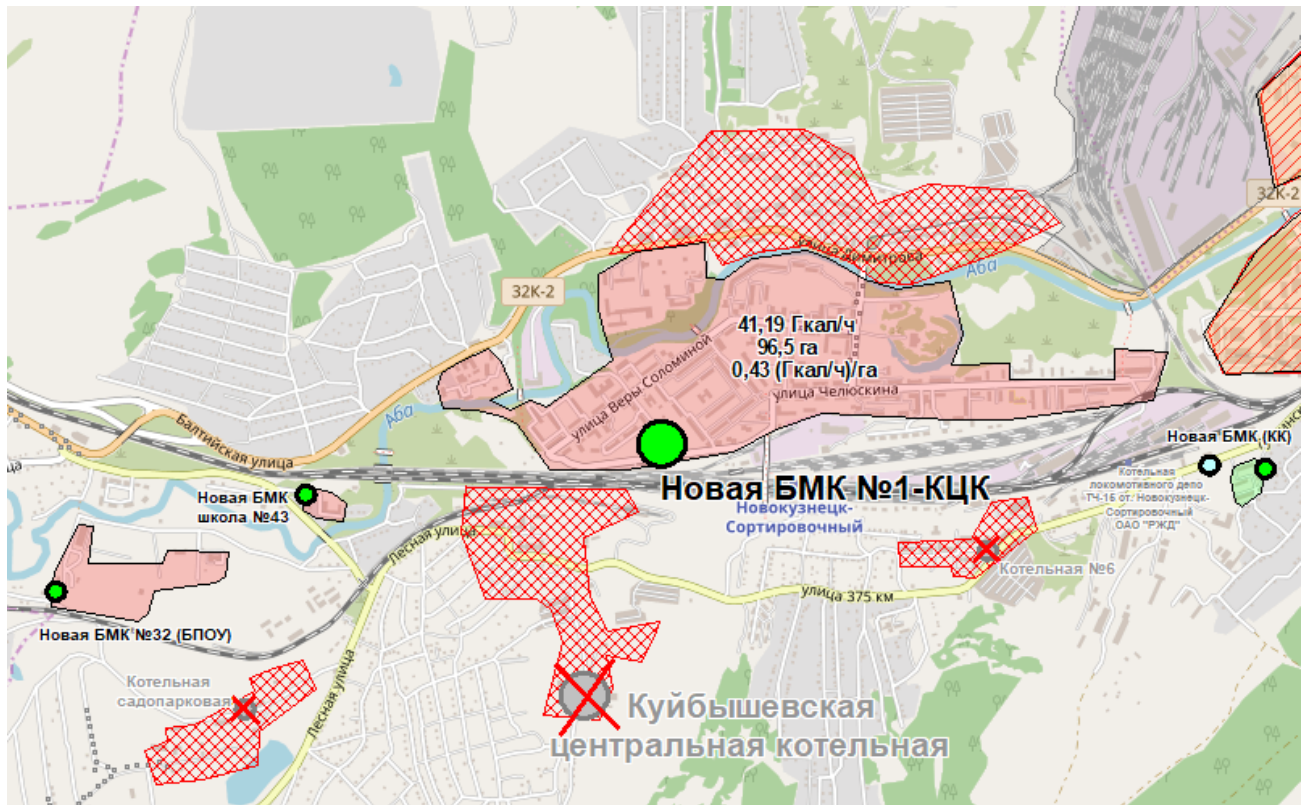 32К-2
улица Димитрова
Аба
32К-2
41,19 Гкал/ч
96,5 га
0,43 (Гкал/ч)/га
улица Веры Соломиной
улица Челюскина
Аба
Балтийская улица
Новая БМК (КК)
Котельная
локомотивного депо
ТЧ-16 от. Новокузнецк-
Сортировочный
ОАО "РЖД"
Новая БМК
школа №43
Новая БМК №1-КЦК
Новокузнецк-
Сортировочный
Лесная улица
Котельная №6
улица 375 км
Новая БМК №32 (БПОУ)
Котельная
садопарковая
Лесная улица
Куйбышевская
центральная котельная